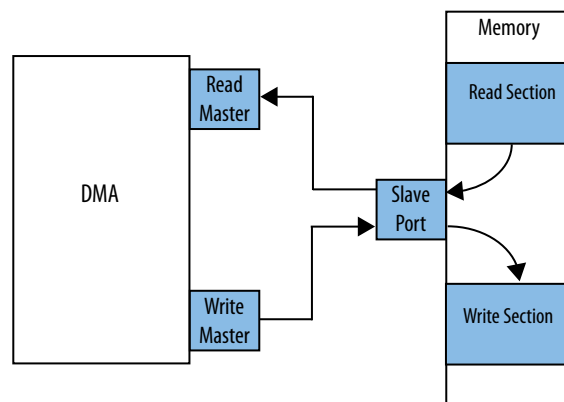 Memory
Read
Master
Read Section
DMA
Slave
Port
Write
Master
Write Section